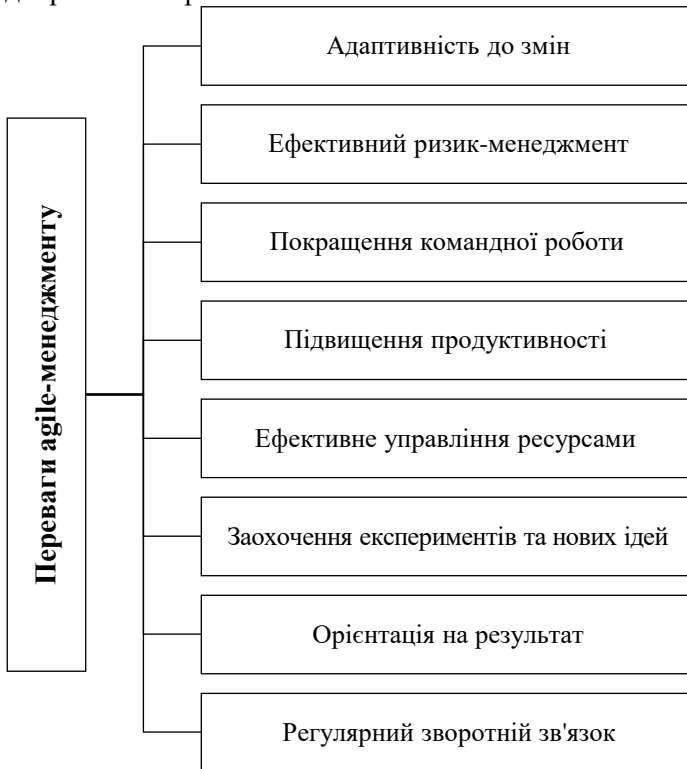 Переваги agile-менеджменту
Адаптивність до змін
Ефективний ризик-менеджмент
Покращення командної роботи
Підвищення продуктивності
Ефективне управління ресурсами
Заохочення експериментів та нових ідей
Орієнтація на результат
Регулярний зворотній зв'язок